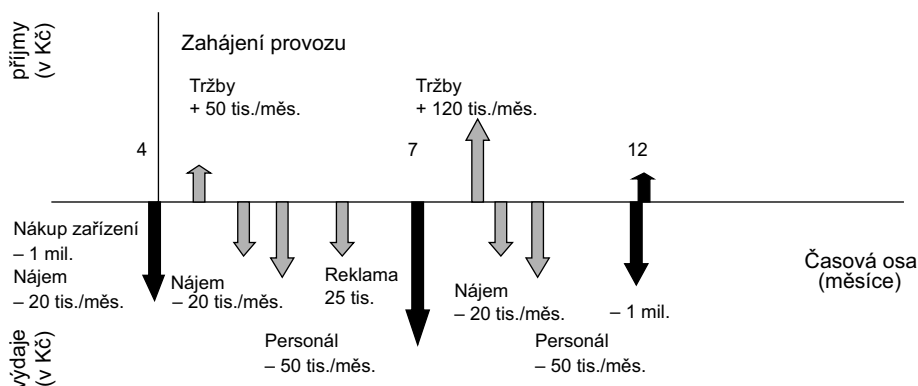 příjmy
(v Kč)
Zahájení provozu
Tržby
+ 50 tis./měs.
Tržby
+ 120 tis./měs.
4
7
12
Nákup zařízení
– 1 mil.
Nájem
– 20 tis./měs.
Nájem
– 20 tis./měs.
Reklama
25 tis.
Personál
– 50 tis./měs.
Nájem
– 20 tis./měs.
Personál
– 50 tis./měs.
– 1 mil.
Časová osa
(měsíce)
výdaje
(v Kč)